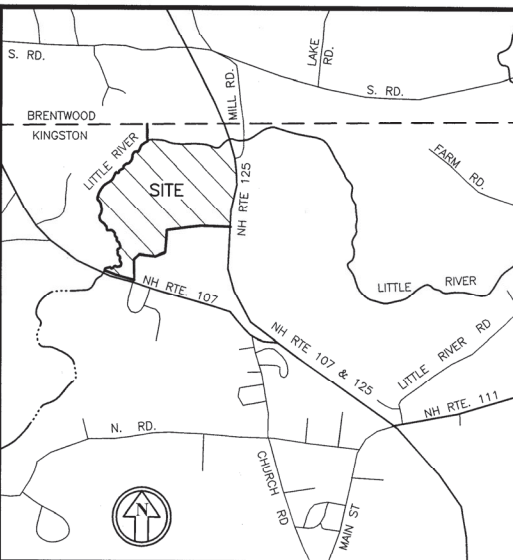 LAKE RD.
S. RD.
MILL RD.
S. RD.
BRENTWOOD
KINGSTON
LITTLE RIVER
FARM RD.
SITE
NH RTE 125
NH RTE 107
LITTLE RIVER
NH RTE 107 & 125
LITTLE RIVER RD
NH RTE. 111
N. RD.
CHURCH RD
MAIN ST
N